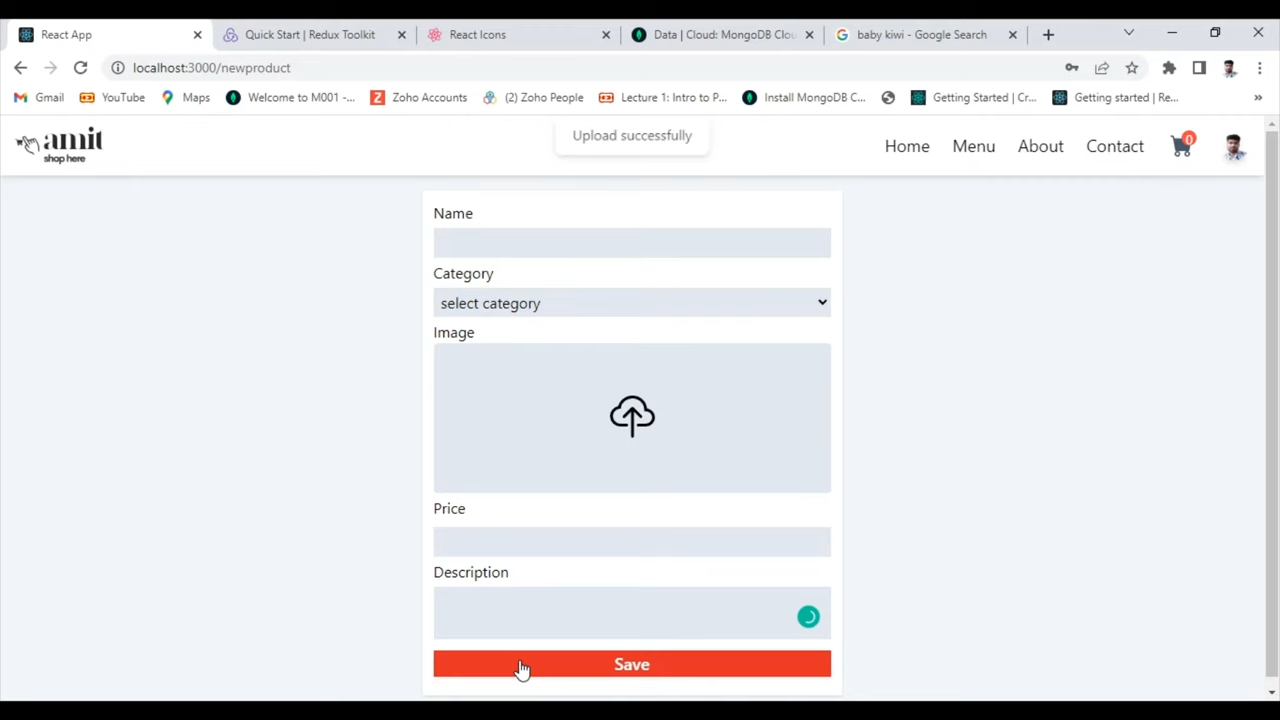 React App
Quick Start | Redux Toolkit
React Icons
Data | Cloud: MongoDB Clou
baby kiwi - Google Search
localhost:3000/newproduct
Gmail
YouTube
Maps
Welcome to M001 -...
Zoho Accounts
(2) Zoho People
Lecture 1: Intro to P...
Install MongoDB C...
Getting Started | Cr...
Getting started | Re...
»
amit
shop here
Upload successfully
Home
Menu
About
Contact
0
Name
Category
select category
Image
Price
Description
Save